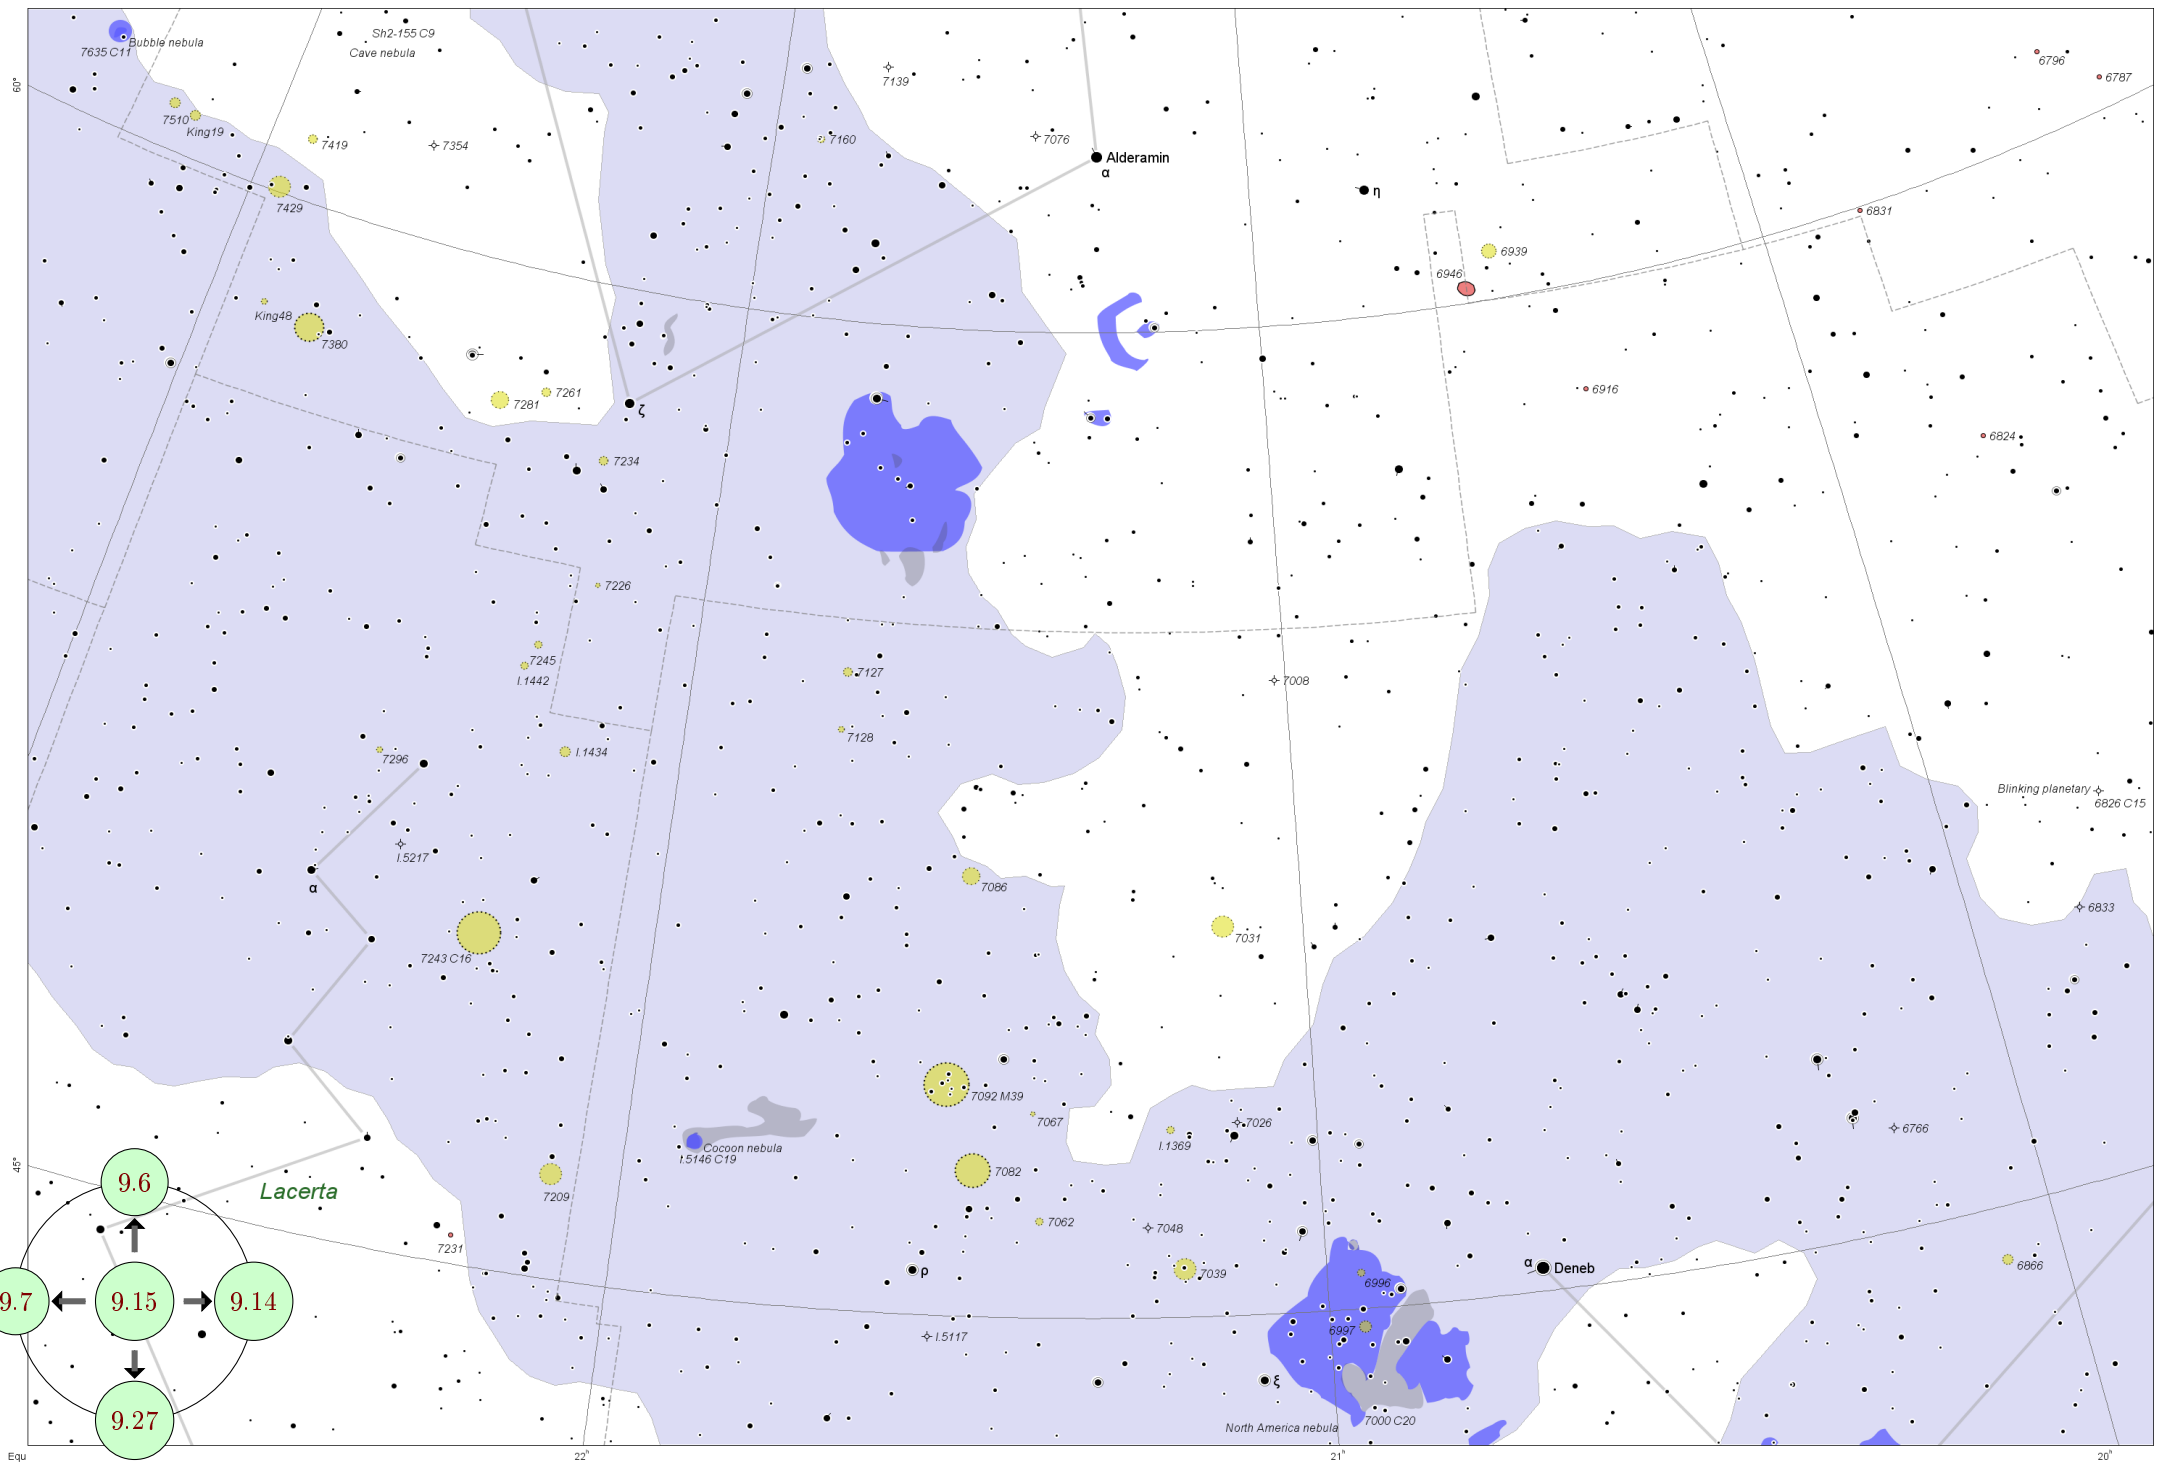 Sh2-155 C9
Cave nebula
Bubble nebula
7635 C11
6796
6787
7139
60°
7510
King19
7419
7354
7160
7076
Alderamin
α
η
7429
6831
6939
6946
King48
7380
6916
7281
7261
ζ
6824
7234
7226
7245
I.1442
7127
7008
7128
7296
I.1434
Blinking planetary
6826 C15
I.5217
α
7086
6833
7031
7243 C16
7092 M39
7067
7026
6766
I.1369
Cocoon nebula
I.5146 C19
45°
7082
9.6
Lacerta
7209
7062
7048
7231
ρ
7039
α Deneb
6866
6996
9.7
9.15
9.14
I.5117
6997
ξ
9.27
North America nebula
7000 C20
Equ
22h
21h
20h